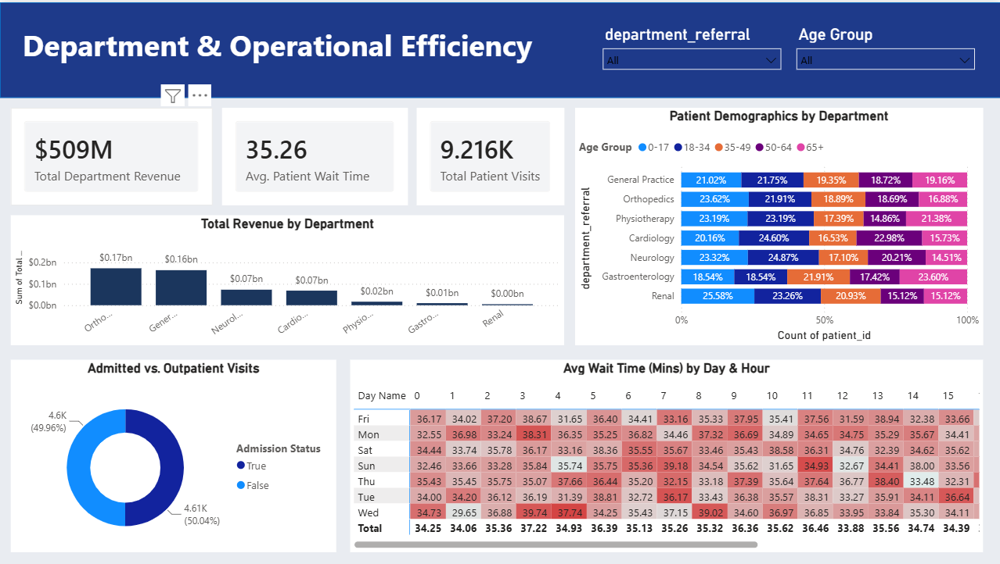 Department & Operational Efficiency
department_referral
All
Age Group
All
$509M
Total Department Revenue
35.26
Avg. Patient Wait Time
9.216K
Total Patient Visits
Patient Demographics by Department
Age Group 0-17 18-34 35-49 50-64 65+
department_referral
General Practice 21.02% 21.75% 19.35% 18.72% 19.16%
Orthopedics 23.62% 21.91% 18.89% 18.69% 16.88%
Physiotherapy 23.19% 23.19% 17.39% 14.86% 21.38%
Cardiology 20.16% 24.60% 16.53% 22.98% 15.73%
Neurology 23.32% 24.87% 17.10% 20.21% 14.51%
Gastroenterology 18.54% 18.54% 21.91% 17.42% 23.60%
Renal 25.58% 23.26% 20.93% 15.12% 15.12%
0% 50% 100%
Count of patient_id
Total Revenue by Department
Sum of Total...
$0.2bn
$0.1bn
$0.0bn
$0.17bn $0.16bn $0.07bn $0.07bn $0.02bn $0.01bn $0.00bn
Ortho... Gener... Neurol... Cardio... Physio... Gastro... Renal
Admitted vs. Outpatient Visits
4.6K
(49.96%)
4.61K
(50.04%)
Admission Status
True
False
Avg Wait Time (Mins) by Day & Hour
Day Name 0 1 2 3 4 5 6 7 8 9 10 11 12 13 14 15
Fri 36.17 34.02 37.20 38.67 31.65 36.40 34.41 33.16 35.33 37.95 35.41 37.56 31.59 38.94 32.38 33.66
Mon 32.55 36.98 33.24 38.31 36.35 35.25 36.82 34.46 37.32 36.69 34.89 34.65 34.75 35.29 35.67 34.41
Sat 34.44 33.74 35.78 36.17 33.16 38.36 35.55 35.67 33.46 35.43 38.58 36.31 34.76 32.39 34.62 35.62
Sun 32.46 33.66 33.28 35.84 35.74 35.75 35.36 39.18 34.54 35.62 31.65 34.93 32.67 34.41 38.00 33.56
Thu 35.43 35.45 35.75 35.07 37.66 36.44 35.20 32.15 33.18 37.39 35.64 37.64 36.77 38.40 33.48 32.31
Tue 34.00 34.20 36.12 36.19 31.39 38.81 32.72 36.17 33.43 36.38 35.57 38.31 33.27 35.91 34.11 36.64
Wed 34.73 29.65 36.88 39.74 37.74 34.25 35.43 37.15 39.02 34.60 36.97 36.85 33.95 33.84 35.30 34.11
Total 34.25 34.06 35.36 37.22 34.93 36.39 35.13 35.26 35.32 36.36 35.62 36.46 33.88 35.56 34.74 34.39